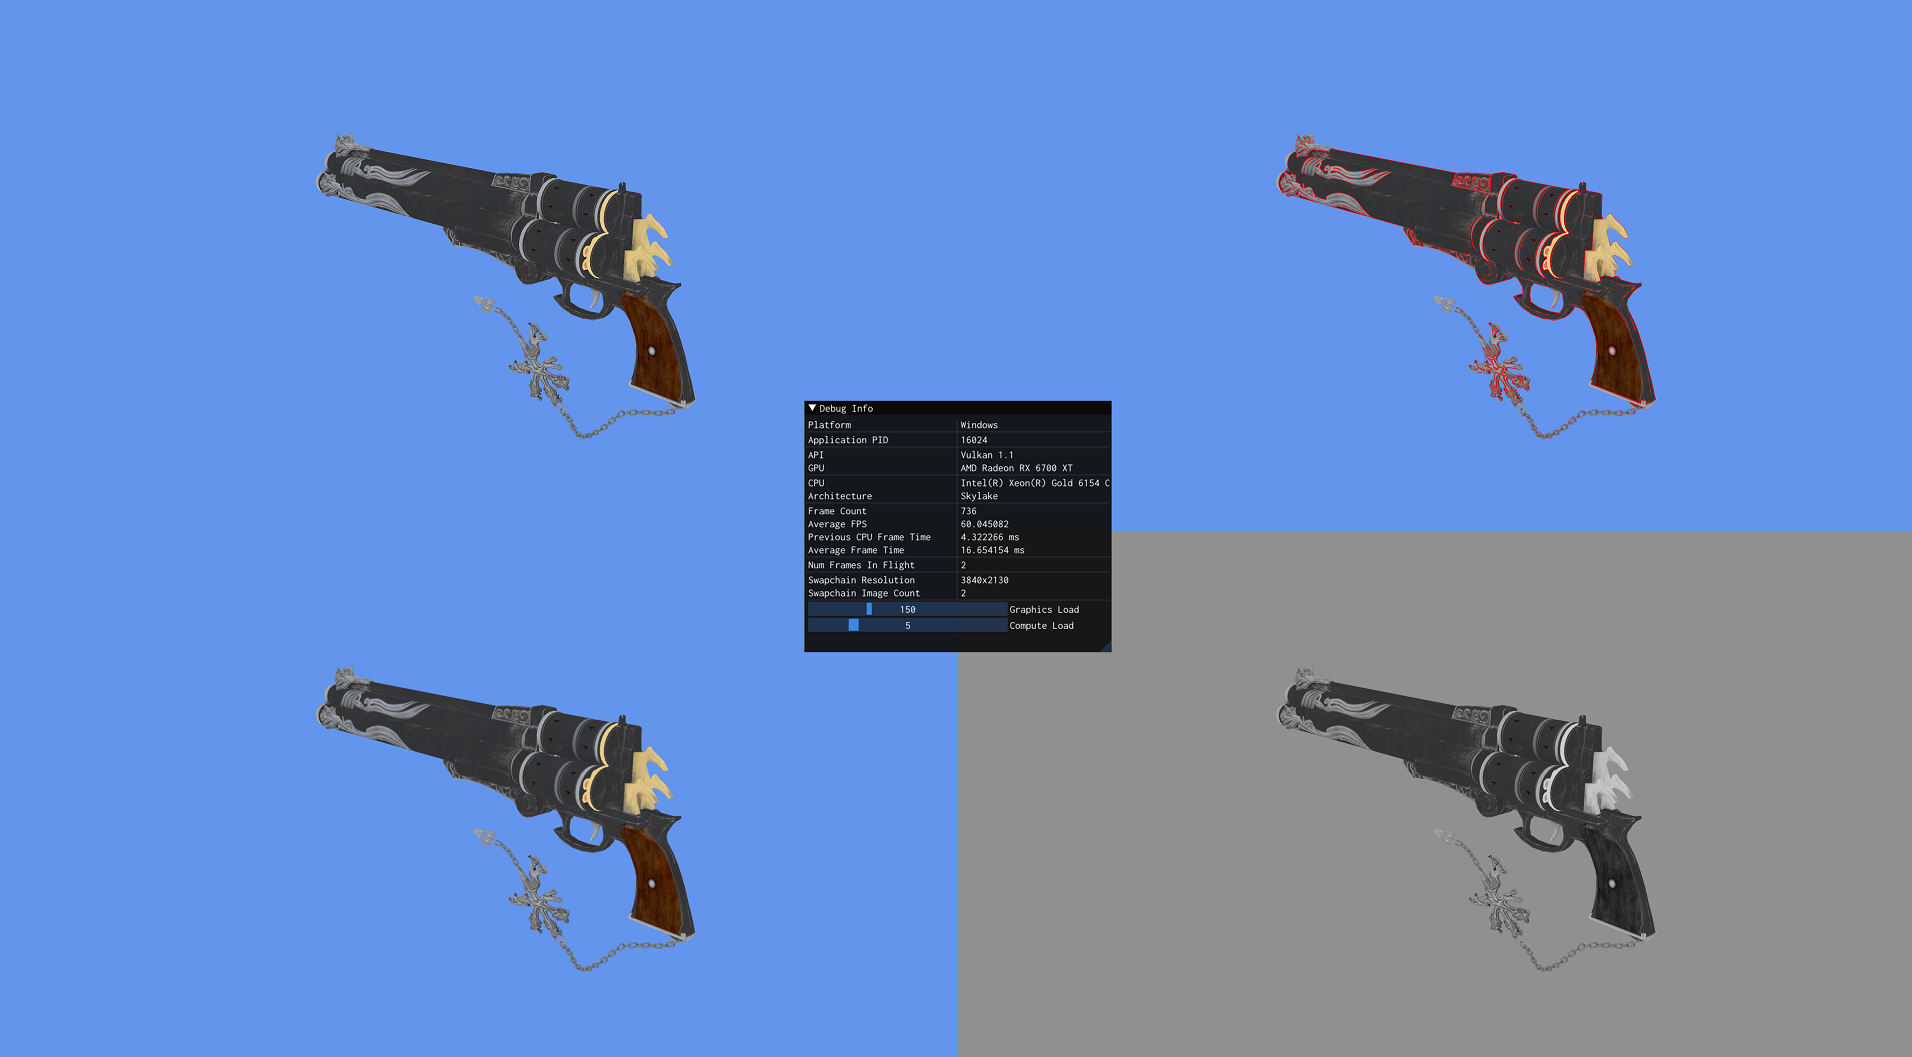 Debug Info
Platform Windows
Application PID 16024
API Vulkan 1.1
GPU AMD Radeon RX 6700 XT
CPU Intel(R) Xeon(R) Gold 6154 C
Architecture Skylake
Frame Count 736
Average FPS 60.045082
Previous CPU Frame Time 4.322266 ms
Average Frame Time 16.654154 ms
Num Frames In Flight 2
Swapchain Resolution 3840x2130
Swapchain Image Count 2
150 Graphics Load
5 Compute Load